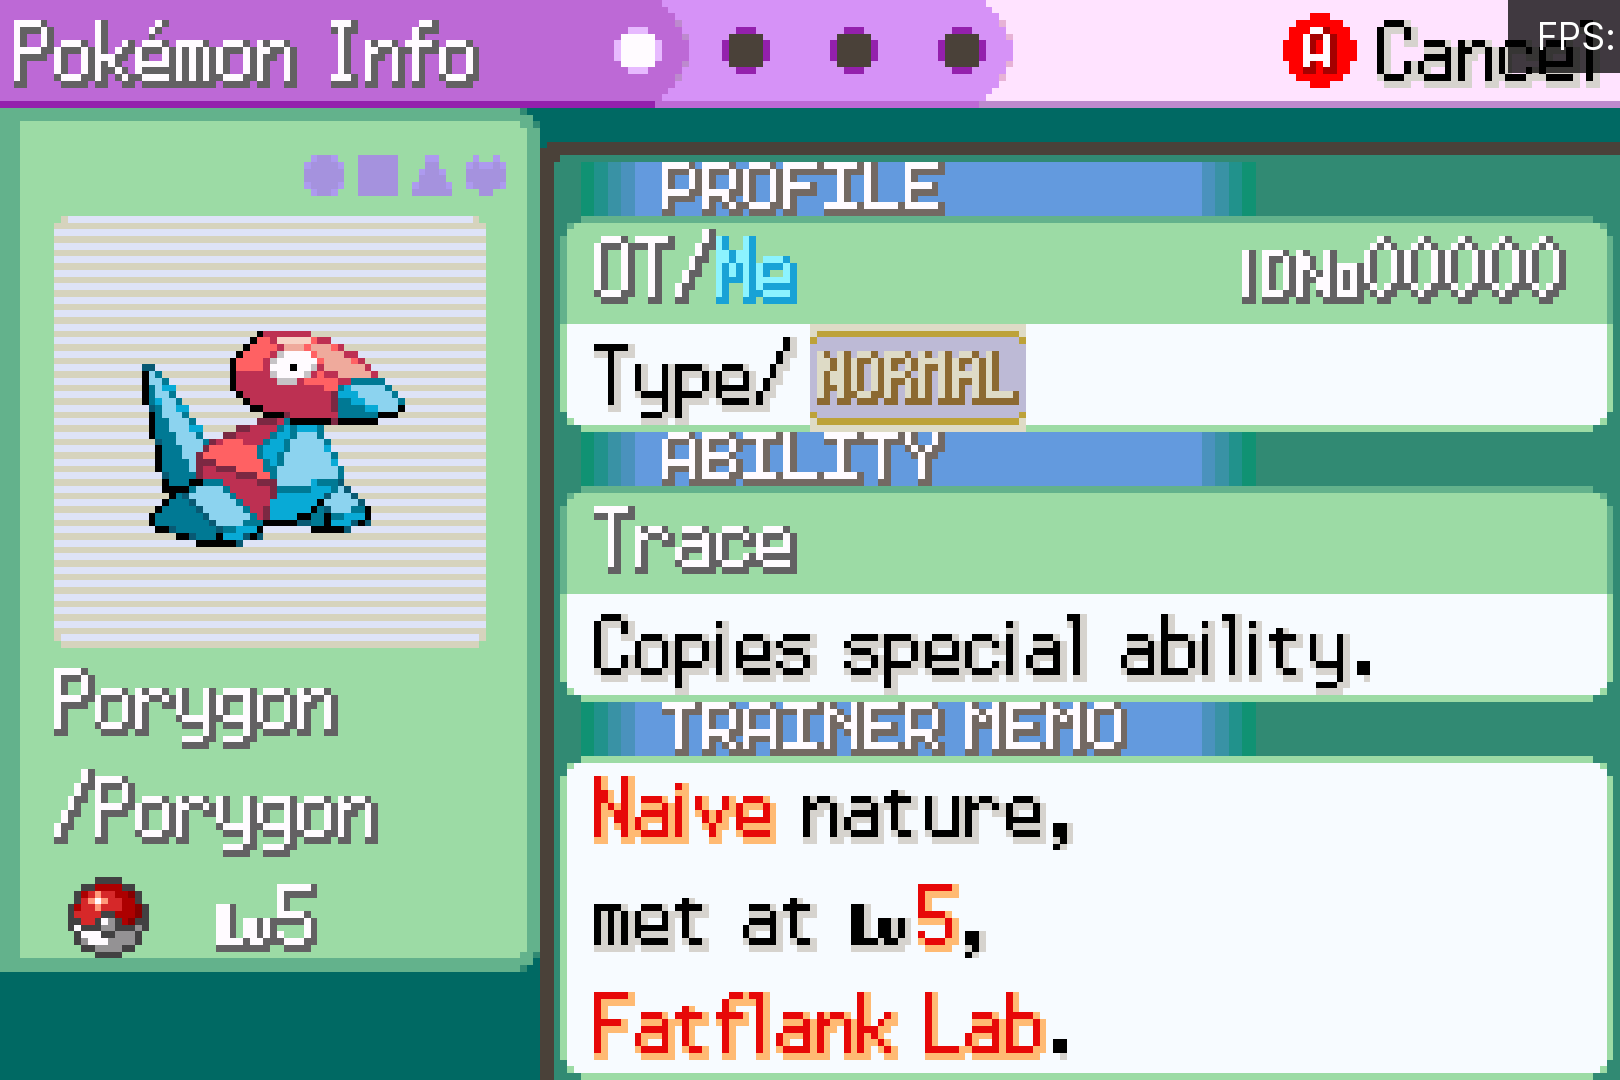 Pokémon Info
A Cancel
FPS:
PROFILE
OT/Me
IDNo00000
Type/ NORMAL
ABILITY
Trace
Copies special ability.
TRAINER MEMO
Naive nature,
met at Lv5,
Fatflank Lab.
Porygon
/Porygon
Lv5